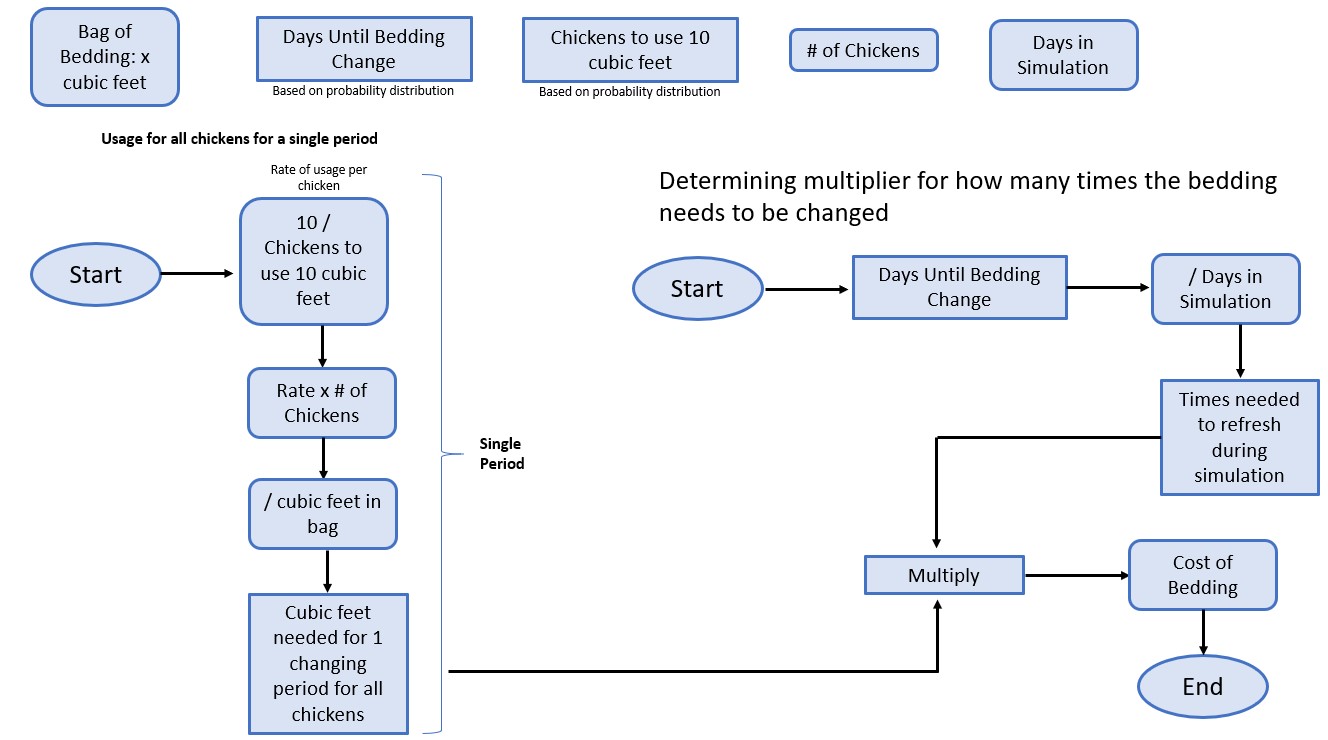 Bag of
Bedding: x
cubic feet
Days Until Bedding
Change
Based on probability distribution
Chickens to use 10
cubic feet
Based on probability distribution
# of Chickens
Days in
Simulation
Usage for all chickens for a single period
Rate of usage per
chicken
Start
10 /
Chickens to
use 10 cubic
feet
Rate x # of
Chickens
/ cubic feet in
bag
Cubic feet
needed for 1
changing
period for all
chickens
Single
Period
Determining multiplier for how many times the bedding
needs to be changed
Start
Days Until Bedding
Change
/ Days in
Simulation
Times needed
to refresh
during
simulation
Multiply
Cost of
Bedding
End